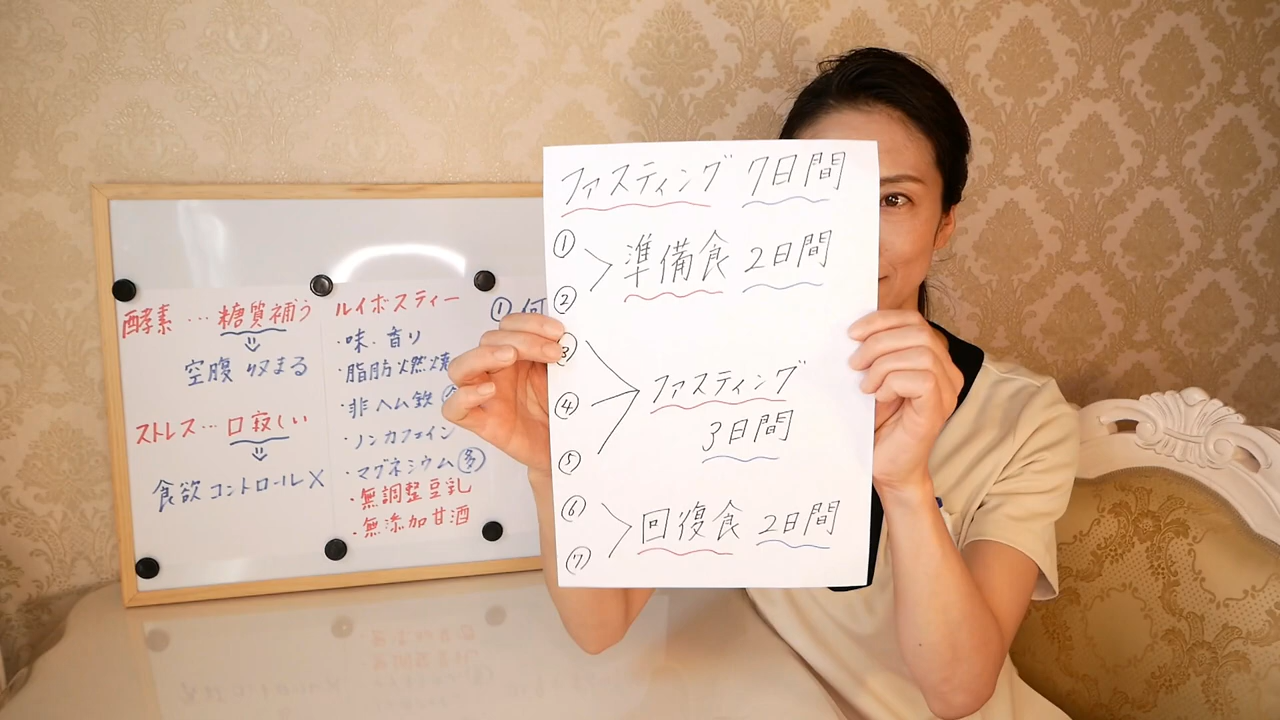 ファスティング 7日間
①
② 準備食 2日間
③
④ ファスティング
3日間
⑤
⑥
⑦ 回復食 2日間
酵素…糖質補う
空腹 収まる
ストレス…口寂しい
食欲コントロール×
ルイボスティー
・味・香り
・脂肪燃焼
・非ヘム鉄
・ノンカフェイン
・マグネシウム 多
・無調整豆乳
・無添加甘酒
① 何